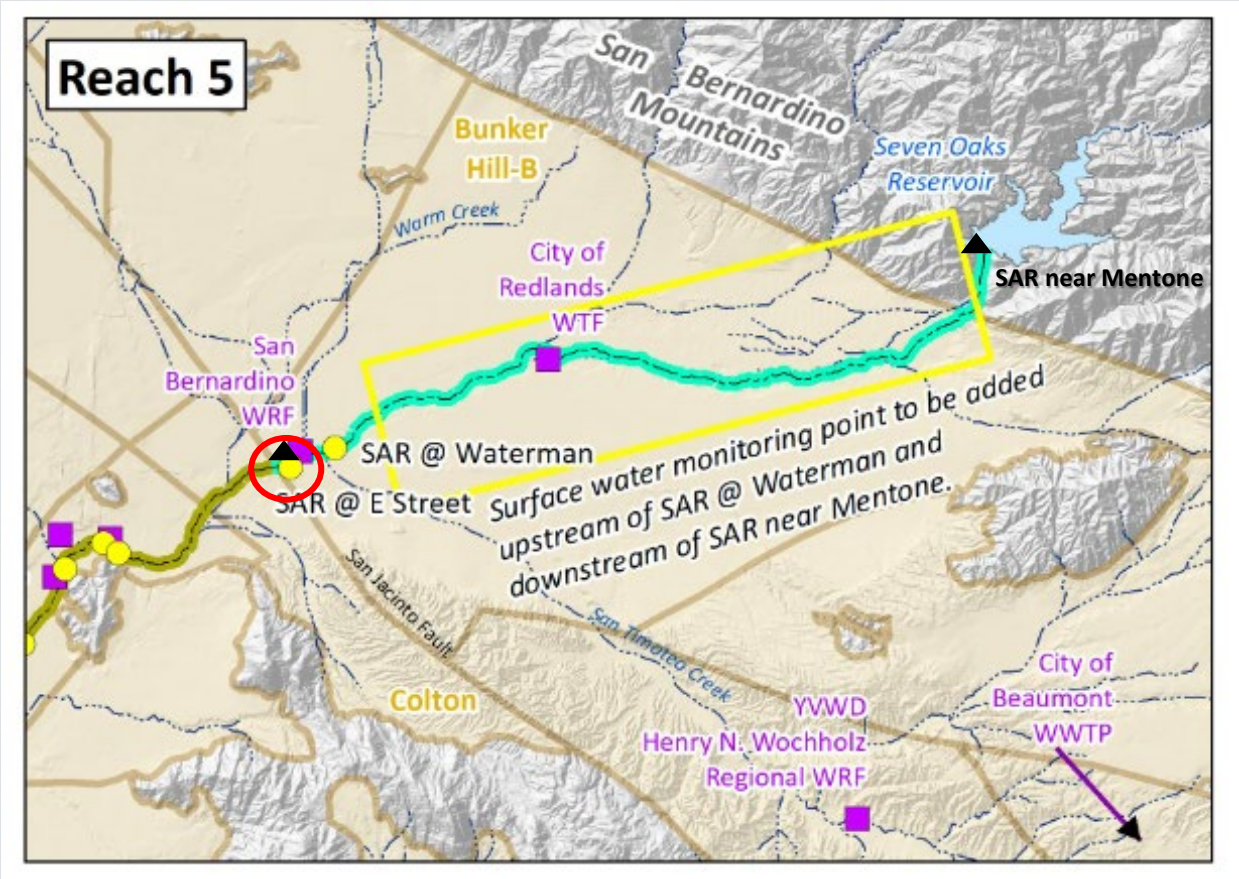 Reach 5
San Bernardino
Mountains
Bunker
Hill-B
Seven Oaks
Reservoir
Warm Creek
City of
Redlands
WTF
SAR near Mentone
San
Bernardino
WRF
SAR @ Waterman
SAR @ E Street
Surface water monitoring point to be added
upstream of SAR @ Waterman and
downstream of SAR near Mentone.
San Jacinto Fault
San Timoteo Creek
Colton
City of
Beaumont
WWTP
YVWD
Henry N. Wochholz
Regional WRF